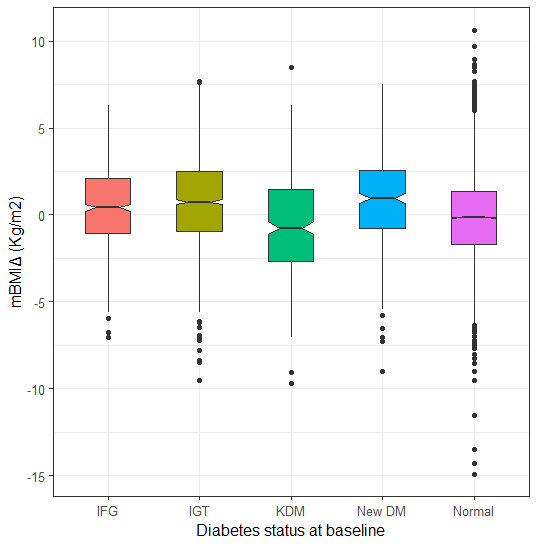 mBMIΔ (Kg/m2)
10
5
0
-5
-10
-15
IFG IGT KDM New DM Normal
Diabetes status at baseline